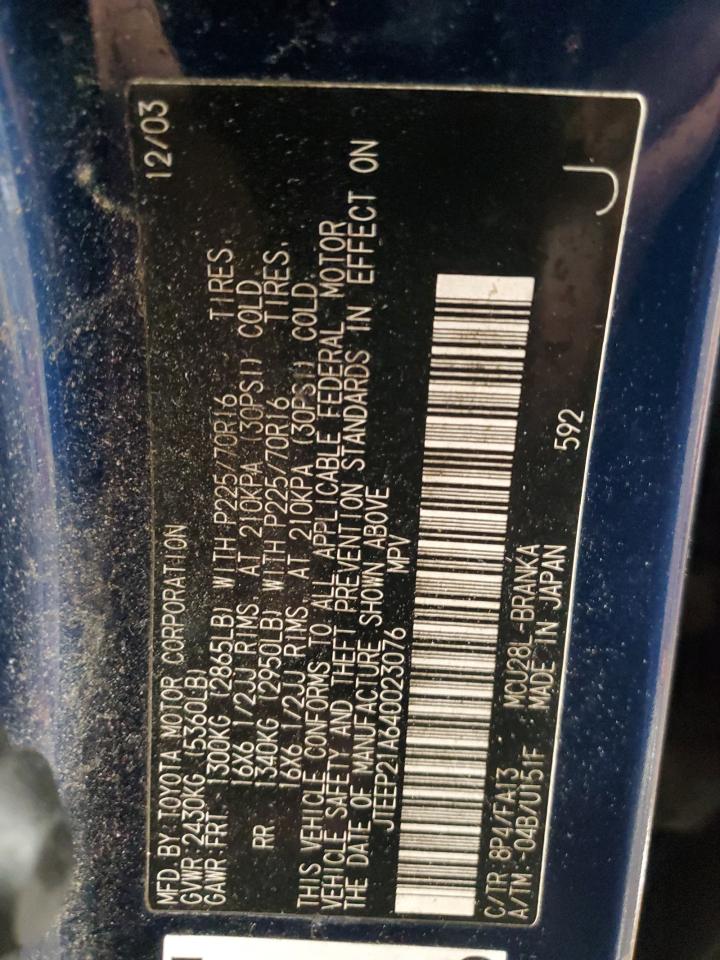 MFD BY TOYOTA MOTOR CORPORATION 12/03
GVWR 2430KG (5360LB)
GAWR FRT 1300KG (2865LB) WITH P225/70R16 TIRES,
16X6 1/2JJ RIMS, AT 210KPA (30PSI) COLD
RR 1340KG (2950LB) WITH P225/70R16 TIRES,
16X6 1/2JJ RIMS, AT 210KPA (30PSI) COLD
THIS VEHICLE CONFORMS TO ALL APPLICABLE FEDERAL MOTOR
VEHICLE SAFETY AND THEFT PREVENTION STANDARDS IN EFFECT ON
THE DATE OF MANUFACTURE SHOWN ABOVE
JTEEP21A640023076 MPV
C/TR:8P4/FA13 MCU28L-BRANKA 592
A/TM:-04B/U151F MADE IN JAPAN
J